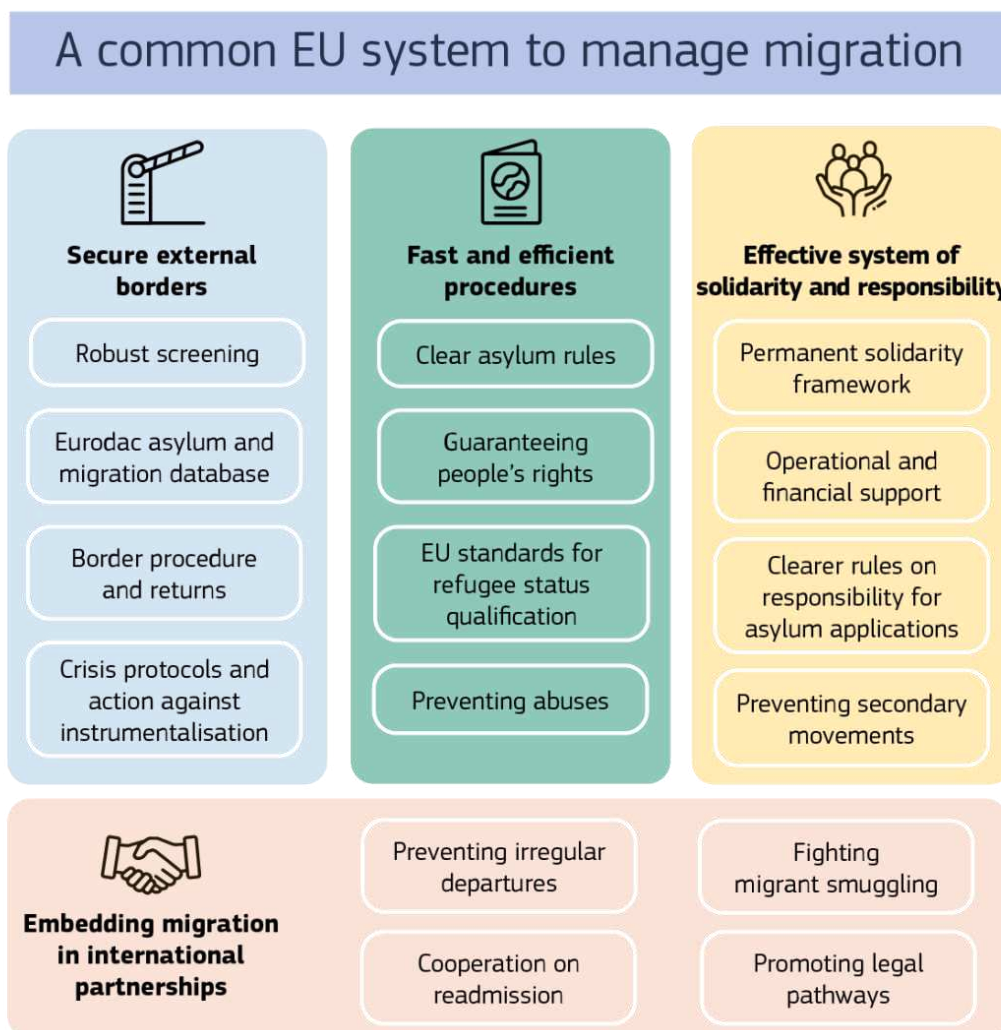 A common EU system to manage migration
Secure external
borders
Robust screening
Eurodac asylum and
migration database
Border procedure
and returns
Crisis protocols and
action against
instrumentalisation
Fast and efficient
procedures
Clear asylum rules
Guaranteeing
people's rights
EU standards for
refugee status
qualification
Preventing abuses
Effective system of
solidarity and responsibility
Permanent solidarity
framework
Operational and
financial support
Clearer rules on
responsibility for
asylum applications
Preventing secondary
movements
Embedding migration
in international
partnerships
Preventing irregular
departures
Fighting
migrant smuggling
Cooperation on
readmission
Promoting legal
pathways